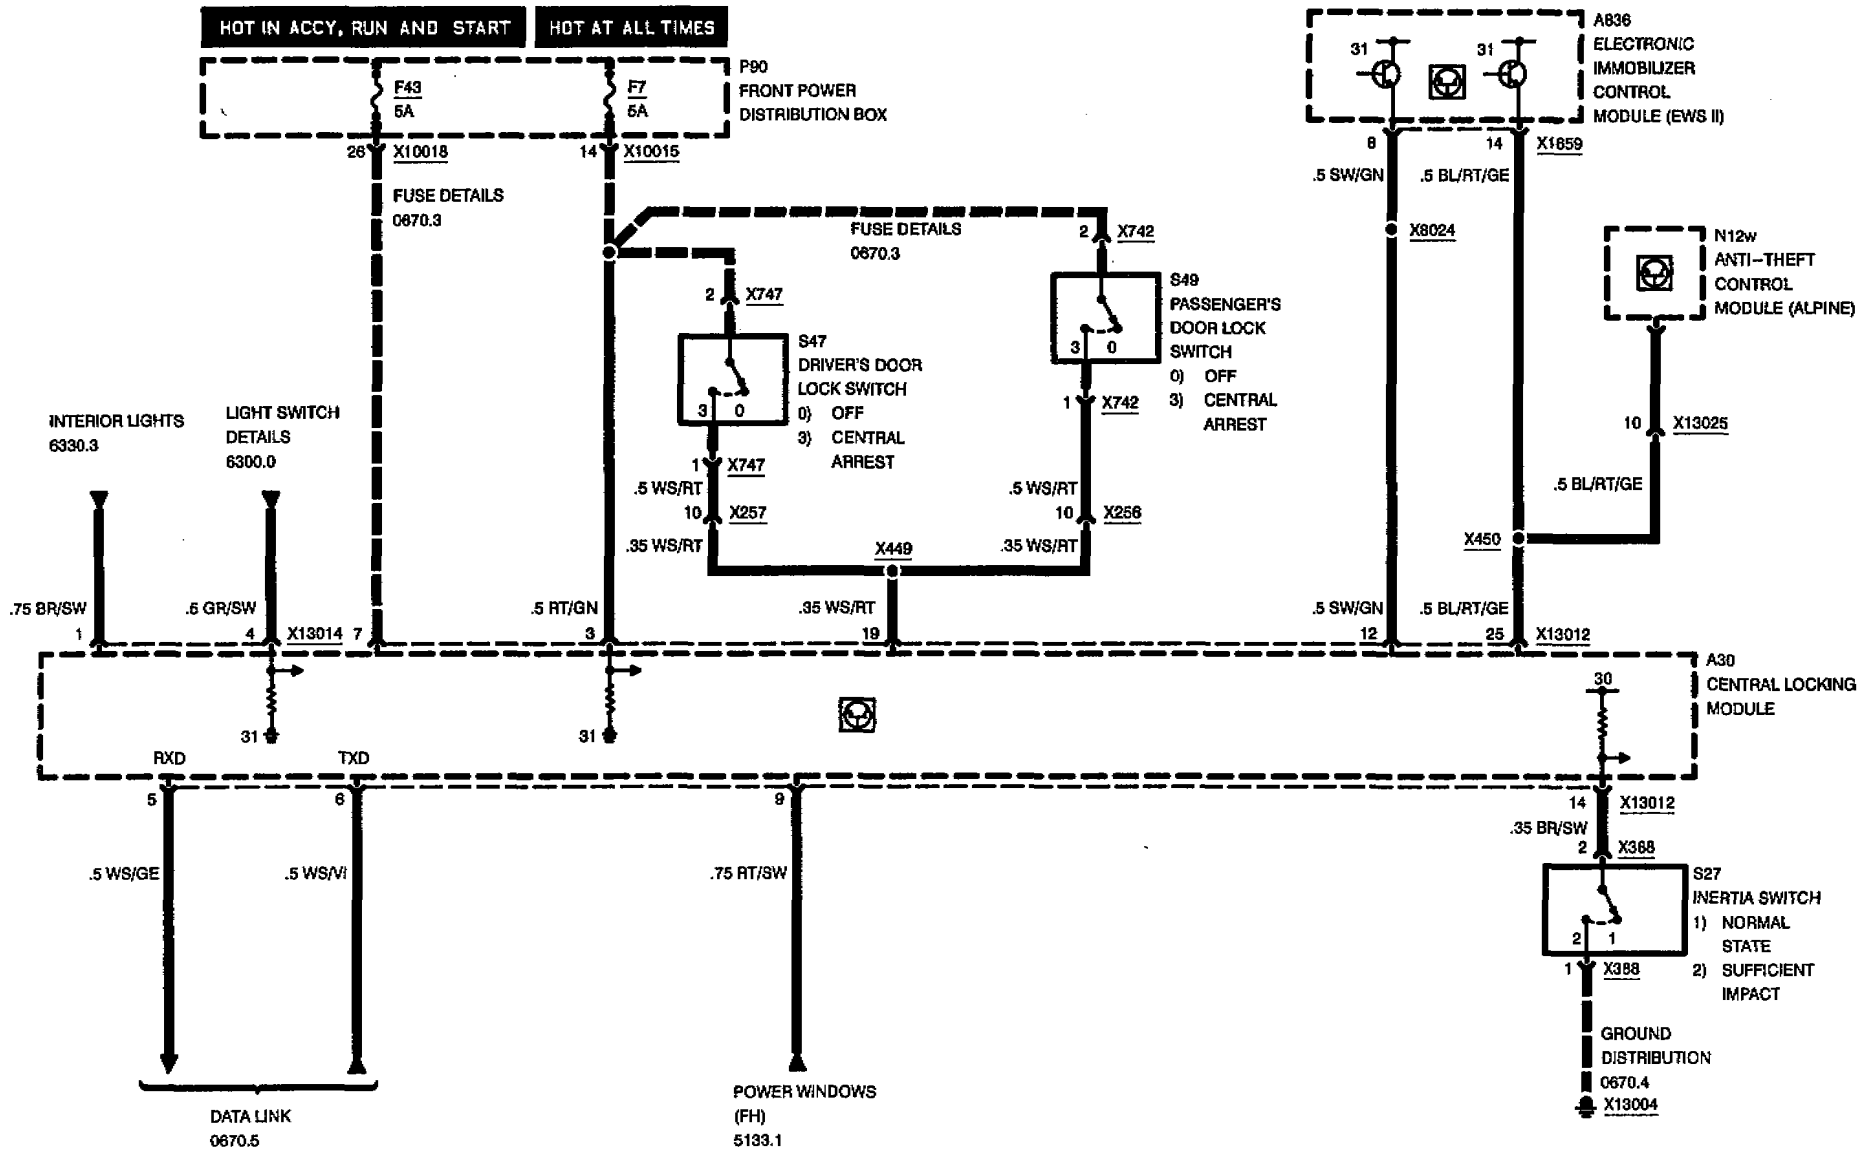 HOT IN ACCY, RUN AND START
HOT AT ALL TIMES
P90
FRONT POWER
DISTRIBUTION BOX
F43
5A
F7
5A
26
X10018
14
X10015
FUSE DETAILS
0670.3
FUSE DETAILS
0670.3
A836
ELECTRONIC
IMMOBILIZER
CONTROL
MODULE (EWS II)
31
31
8
14
X1659
.5 SW/GN
.5 BL/RT/GE
X8024
N12w
ANTI-THEFT
CONTROL
MODULE (ALPINE)
10
X13025
.5 BL/RT/GE
X450
2
X742
S49
PASSENGER'S
DOOR LOCK
SWITCH
0) OFF
3) CENTRAL
ARREST
3 0
1
X742
2
X747
S47
DRIVER'S DOOR
LOCK SWITCH
0) OFF
3) CENTRAL
ARREST
3 0
1
X747
.5 WS/RT
10
X257
.35 WS/RT
.5 WS/RT
10
X256
.35 WS/RT
X449
INTERIOR LIGHTS
6330.3
LIGHT SWITCH
DETAILS
6300.0
.75 BR/SW
1
.5 GR/SW
4
X13014
7
.5 RT/GN
3
.35 WS/RT
19
.5 SW/GN
12
.5 BL/RT/GE
25
X13012
A30
CENTRAL LOCKING
MODULE
31
31
30
RXD
TXD
5
6
9
14
X13012
.5 WS/GE
.5 WS/VI
.75 RT/SW
.35 BR/SW
2
X368
S27
INERTIA SWITCH
1) NORMAL
STATE
2) SUFFICIENT
IMPACT
2 1
1
X368
GROUND
DISTRIBUTION
0670.4
X13004
DATA LINK
0670.5
POWER WINDOWS
(FH)
5133.1